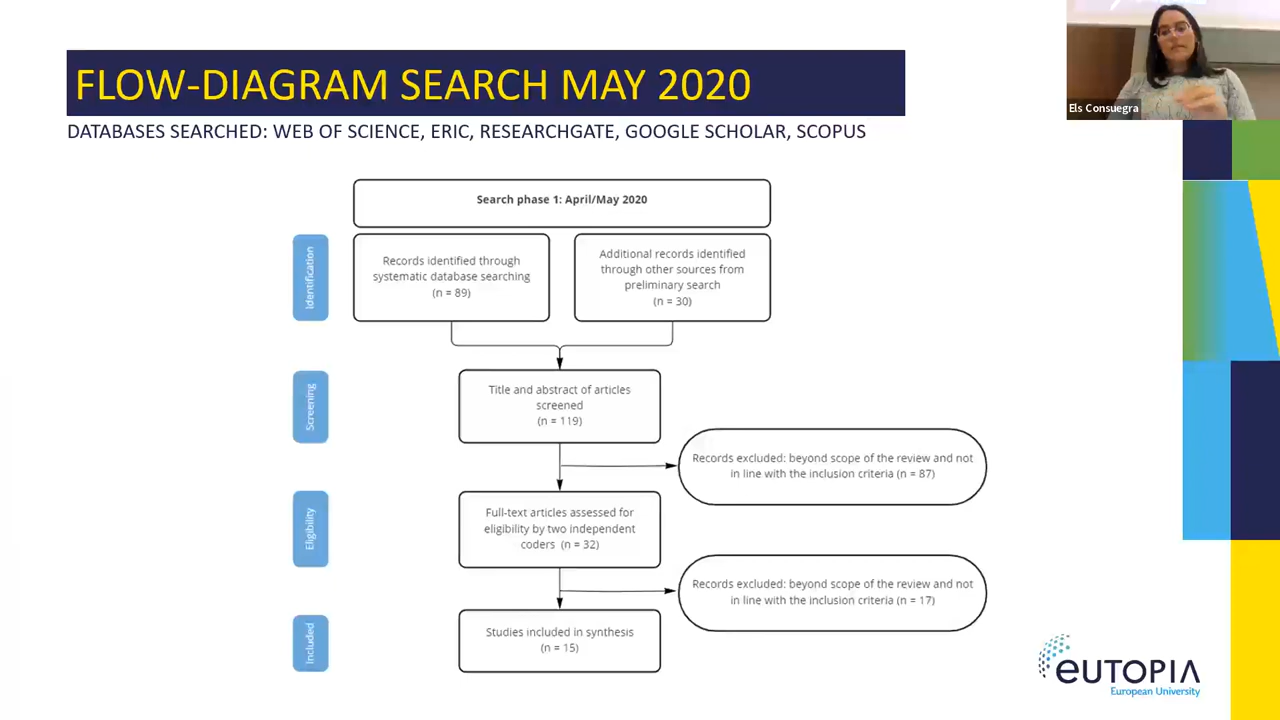 FLOW-DIAGRAM SEARCH MAY 2020
DATABASES SEARCHED: WEB OF SCIENCE, ERIC, RESEARCHGATE, GOOGLE SCHOLAR, SCOPUS
Els Consuegra
Search phase 1: April/May 2020
Identification
Records identified through
systematic database searching
(n = 89)
Additional records identified
through other sources from
preliminary search
(n = 30)
Screening
Title and abstract of articles
screened
(n = 119)
Records excluded: beyond scope of the review and not
in line with the inclusion criteria (n = 87)
Eligibility
Full-text articles assessed for
eligibility by two independent
coders (n = 32)
Records excluded: beyond scope of the review and not
in line with the inclusion criteria (n = 17)
Included
Studies included in synthesis
(n = 15)
eUTOPIA
European University